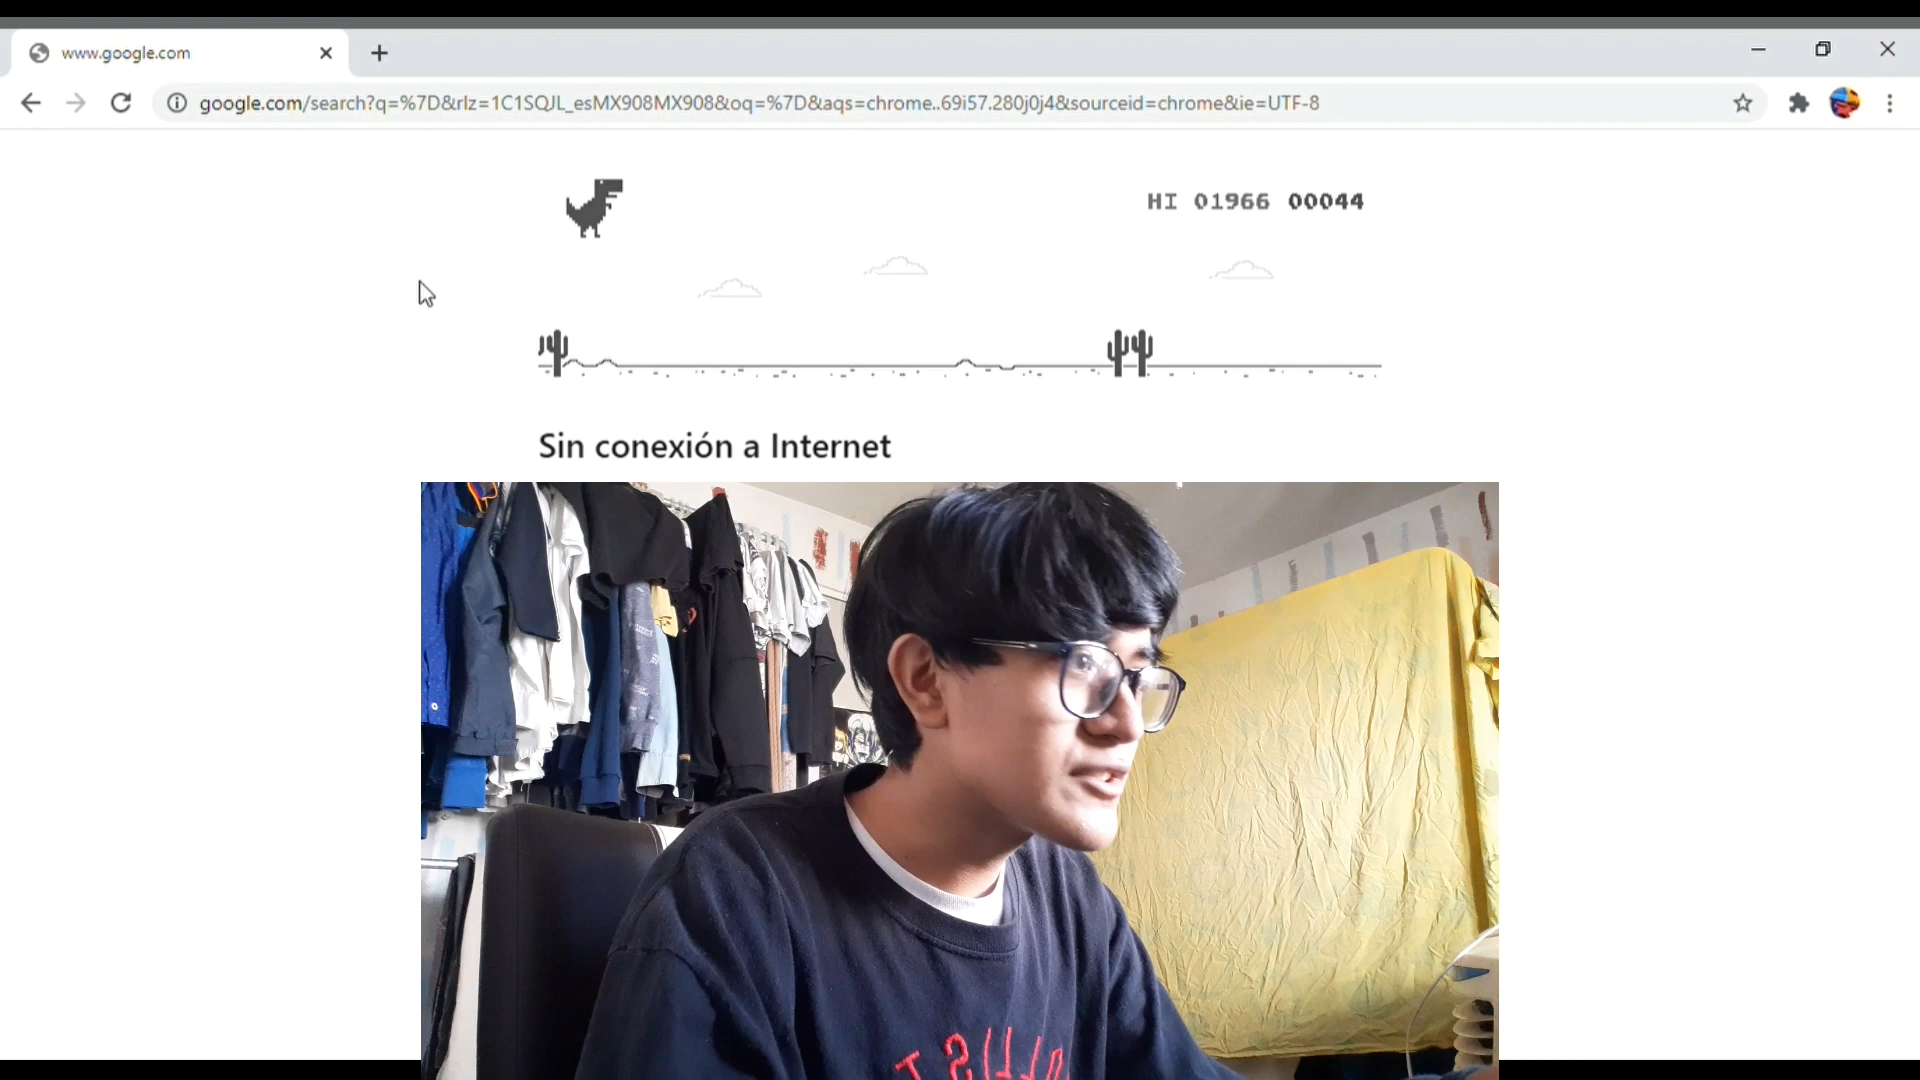 www.google.com
google.com/search?q=%7D&rlz=1C1SQJL_esMX908MX908&oq=%7D&aqs=chrome..69i57.280j0j4&sourceid=chrome&ie=UTF-8
HI 01966 00044
Sin conexión a Internet